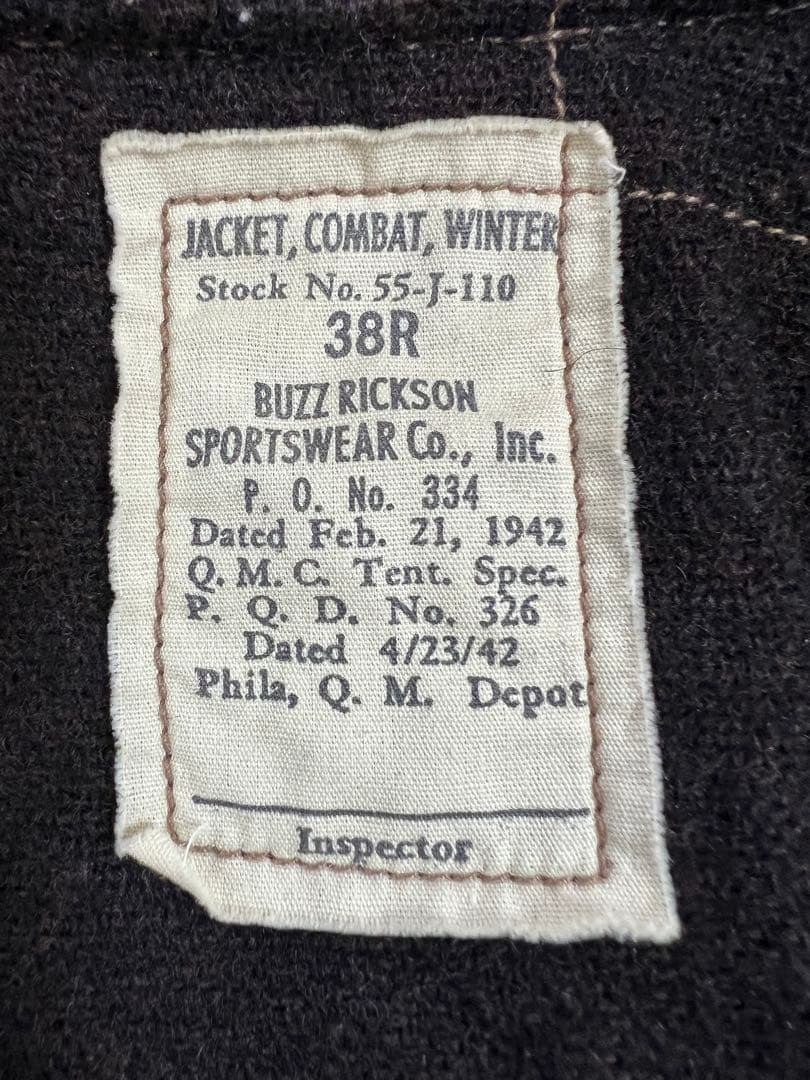 JACKET, COMBAT, WINTER
Stock No. 55-J-110
38R
BUZZ RICKSON
SPORTSWEAR Co., Inc.
P. O. No. 334
Dated Feb. 21, 1942
Q. M. C. Tent. Spec.
P. Q. D. No. 326
Dated 4/23/42
Phila, Q. M. Depot
Inspector